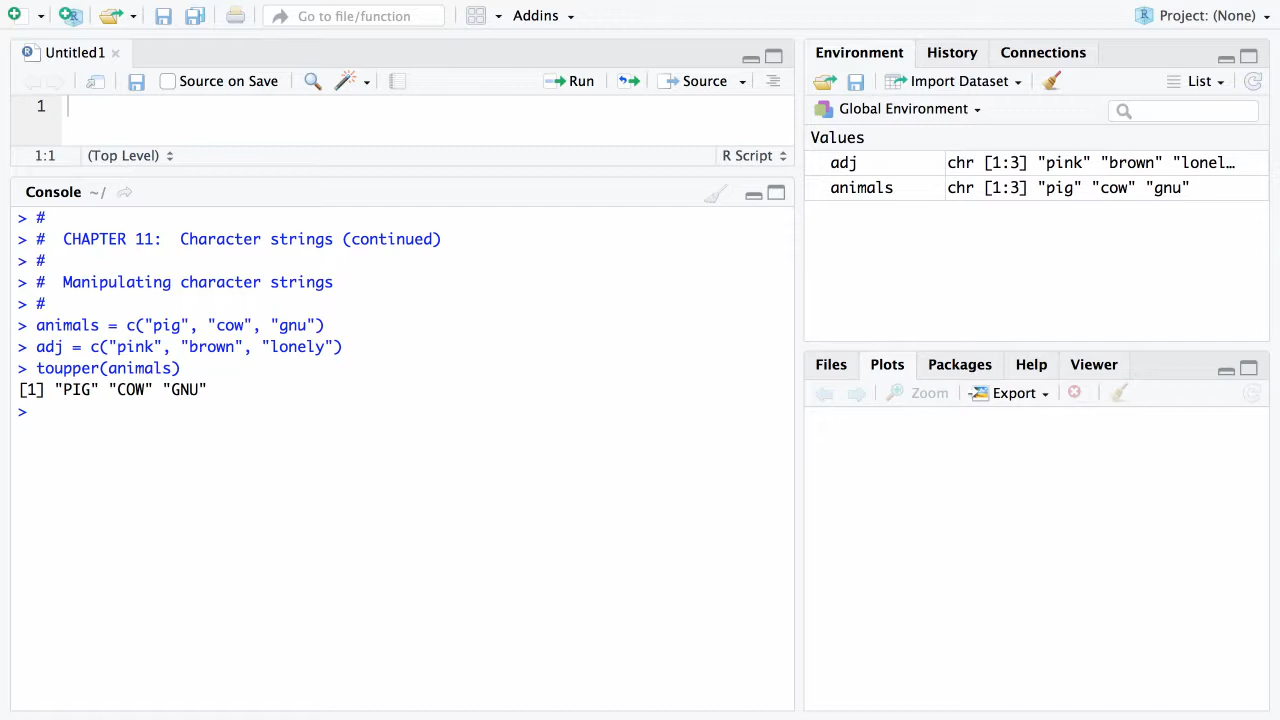 Go to file/function
Addins
Project: (None)
Untitled1
Source on Save
Run
Source
1
1:1
(Top Level)
R Script
Console ~/
> #
> #  CHAPTER 11:  Character strings (continued)
> #
> #  Manipulating character strings
> #
> animals = c("pig", "cow", "gnu")
> adj = c("pink", "brown", "lonely")
> toupper(animals)
[1] "PIG" "COW" "GNU"
>
Environment
History
Connections
Import Dataset
List
Global Environment
Values
adj chr [1:3] "pink" "brown" "lonel…
animals chr [1:3] "pig" "cow" "gnu"
Files
Plots
Packages
Help
Viewer
Zoom
Export